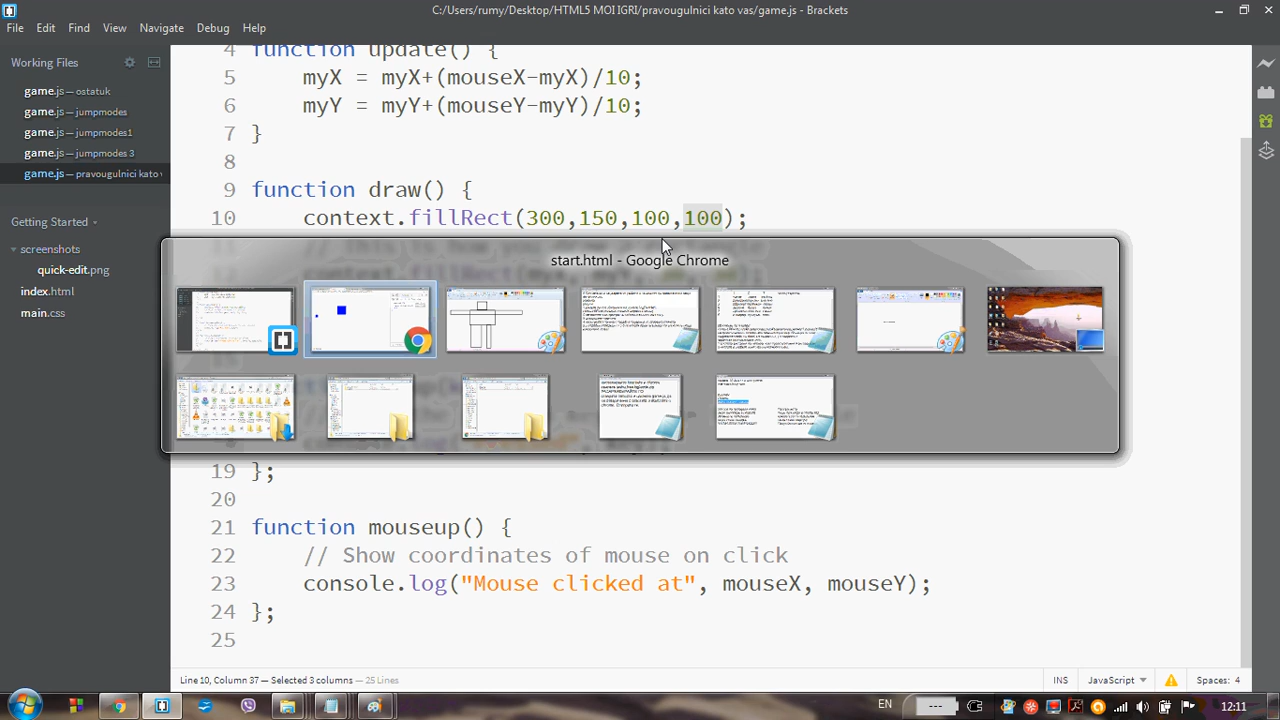 C:/Users/rumy/Desktop/HTML5 MOI IGRI/pravougulnici kato vas/game.js - Brackets
File Edit Find View Navigate Debug Help
Working Files
game.js — ostatuk
game.js — jumpmodes
game.js — jumpmodes1
game.js — jumpmodes 3
game.js — pravougulnici kato v
Getting Started
screenshots
quick-edit.png
index.html
main.css
4 function update() {
5 myX = myX+(mouseX-myX)/10;
6 myY = myY+(mouseY-myY)/10;
7 }
8
9 function draw() {
10 context.fillRect(300,150,100,100);
start.html - Google Chrome
19 };
20
21 function mouseup() {
22 // Show coordinates of mouse on click
23 console.log("Mouse clicked at", mouseX, mouseY);
24 };
25
Line 10, Column 37 — Selected 3 columns — 25 Lines
INS JavaScript Spaces: 4
EN 12:11